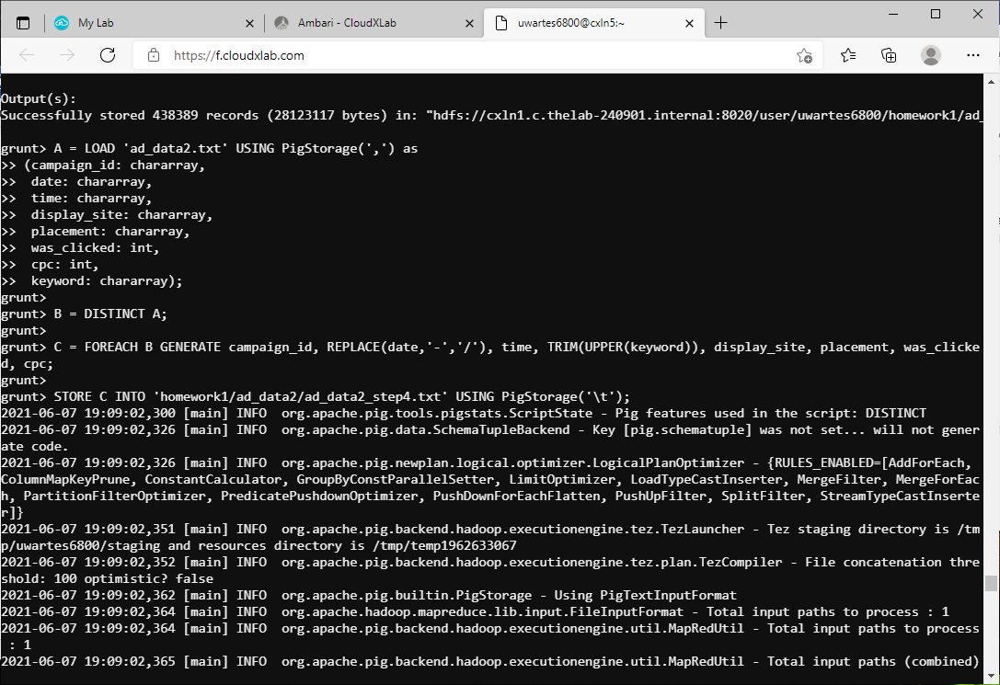 My Lab
Ambari - CloudXLab
uwartes6800@cxln5:~
https://f.cloudxlab.com
Output(s):
Successfully stored 438389 records (28123117 bytes) in: "hdfs://cxln1.c.thelab-240901.internal:8020/user/uwartes6800/homework1/ad_
grunt> A = LOAD 'ad_data2.txt' USING PigStorage(',') as
>> (campaign_id: chararray,
>>  date: chararray,
>>  time: chararray,
>>  display_site: chararray,
>>  placement: chararray,
>>  was_clicked: int,
>>  cpc: int,
>>  keyword: chararray);
grunt>
grunt> B = DISTINCT A;
grunt>
grunt> C = FOREACH B GENERATE campaign_id, REPLACE(date,'-','/'), time, TRIM(UPPER(keyword)), display_site, placement, was_clicke
d, cpc;
grunt>
grunt> STORE C INTO 'homework1/ad_data2/ad_data2_step4.txt' USING PigStorage('\t');
2021-06-07 19:09:02,300 [main] INFO  org.apache.pig.tools.pigstats.ScriptState - Pig features used in the script: DISTINCT
2021-06-07 19:09:02,326 [main] INFO  org.apache.pig.data.SchemaTupleBackend - Key [pig.schematuple] was not set... will not gener
ate code.
2021-06-07 19:09:02,326 [main] INFO  org.apache.pig.newplan.logical.optimizer.LogicalPlanOptimizer - {RULES_ENABLED=[AddForEach,
ColumnMapKeyPrune, ConstantCalculator, GroupByConstParallelSetter, LimitOptimizer, LoadTypeCastInserter, MergeFilter, MergeForEac
h, PartitionFilterOptimizer, PredicatePushdownOptimizer, PushDownForEachFlatten, PushUpFilter, SplitFilter, StreamTypeCastInserte
r]}
2021-06-07 19:09:02,351 [main] INFO  org.apache.pig.backend.hadoop.executionengine.tez.TezLauncher - Tez staging directory is /tm
p/uwartes6800/staging and resources directory is /tmp/temp1962633067
2021-06-07 19:09:02,352 [main] INFO  org.apache.pig.backend.hadoop.executionengine.tez.plan.TezCompiler - File concatenation thre
shold: 100 optimistic? false
2021-06-07 19:09:02,362 [main] INFO  org.apache.pig.builtin.PigStorage - Using PigTextInputFormat
2021-06-07 19:09:02,364 [main] INFO  org.apache.hadoop.mapreduce.lib.input.FileInputFormat - Total input paths to process : 1
2021-06-07 19:09:02,364 [main] INFO  org.apache.pig.backend.hadoop.executionengine.util.MapRedUtil - Total input paths to process
 : 1
2021-06-07 19:09:02,365 [main] INFO  org.apache.pig.backend.hadoop.executionengine.util.MapRedUtil - Total input paths (combined)